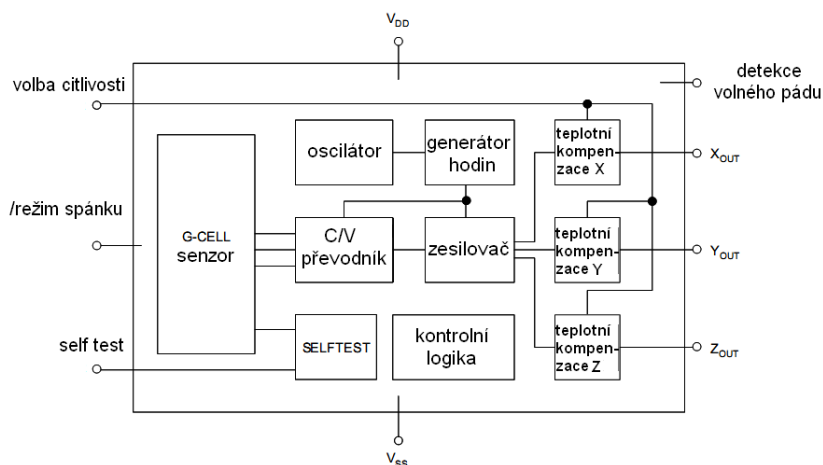 VDD
volba citlivosti
detekce
volného pádu
oscilátor
generátor
hodin
teplotní
kompen-
zace X
XOUT
/režim spánku
G-CELL
senzor
C/V
převodník
zesilovač
teplotní
kompen-
zace Y
YOUT
self test
SELFTEST
kontrolní
logika
teplotní
kompen-
zace Z
ZOUT
VSS